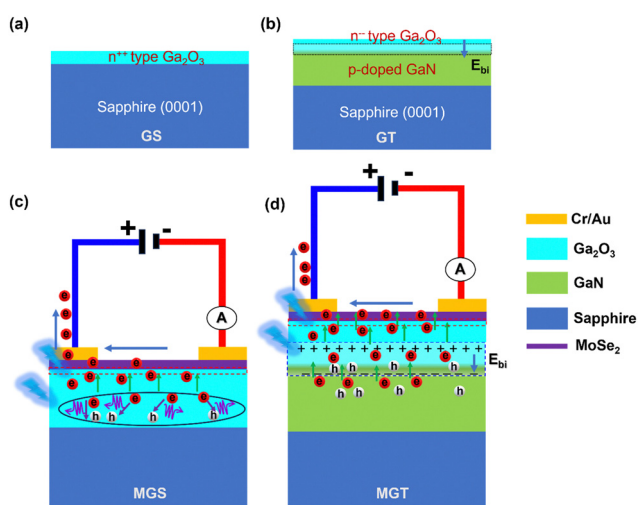 (a)
n⁺⁺ type Ga₂O₃
Sapphire (0001)
GS
(b)
n⁻⁻ type Ga₂O₃
E_bi
p-doped GaN
Sapphire (0001)
GT
(c)
+ -
A
e
e
e
e
e e e
e e e e e
e e e e
h h h h
MGS
(d)
+ -
e
e
e
A
e e e e
e e e e
+ + + + + + + + + + + +
e e e
E_bi
h h h
- - - - - - - - - - - -
e e e
h h h h
MGT
Cr/Au
Ga₂O₃
GaN
Sapphire
MoSe₂